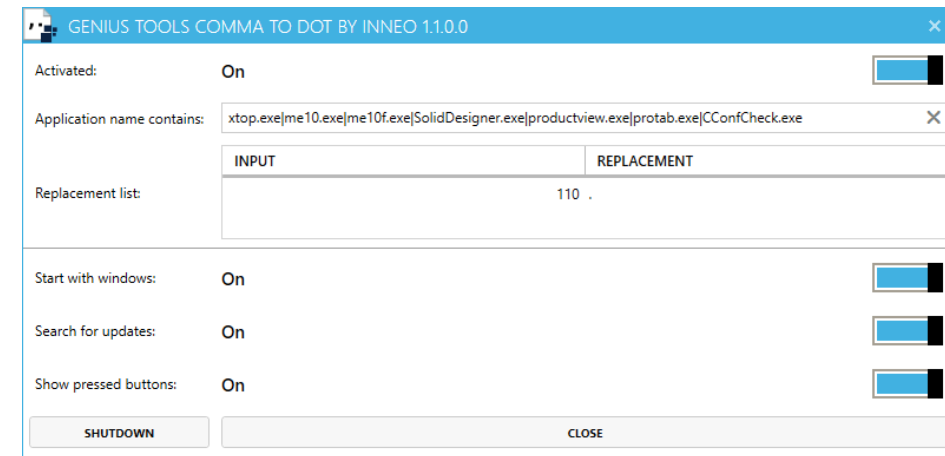 GENIUS TOOLS COMMA TO DOT BY INNEO 1.1.0.0
Activated: On
Application name contains: xtop.exe|me10.exe|me10f.exe|SolidDesigner.exe|productview.exe|protab.exe|CConfCheck.exe
INPUT REPLACEMENT
Replacement list: 110 .
Start with windows: On
Search for updates: On
Show pressed buttons: On
SHUTDOWN CLOSE